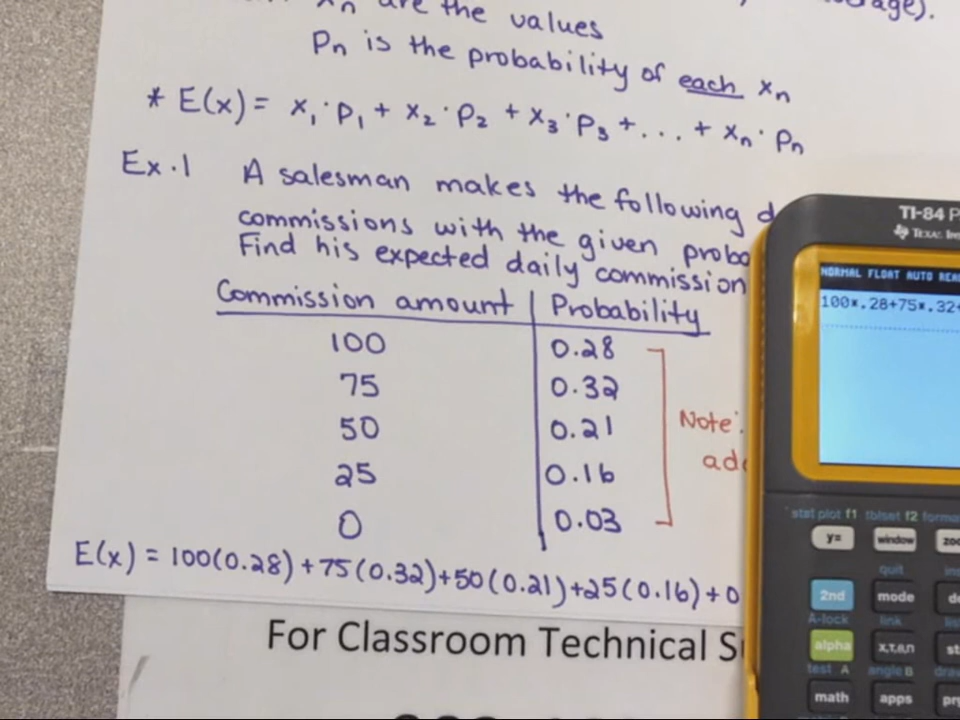 xn are the values
Pn is the probability of each xn
* E(x) = x₁·P₁ + x₂·P₂ + x₃·P₃ + ... + xn·Pn
Ex.1 A salesman makes the following
commissions with the given
Find his expected daily commission
Commission amount | Probability
100 0.28
75 0.32
50 0.21
25 0.16
0 0.03
Note:
E(x) = 100(0.28)+75(0.32)+50(0.21)+25(0.16)+0
For Classroom Technical
TI-84
NORMAL FLOAT AUTO
100*.28+75*.32+
stat plot f1 tblset f2
y= window
quit
2nd mode
A-lock link
alpha X,T,θ,n
test A angle B
math apps